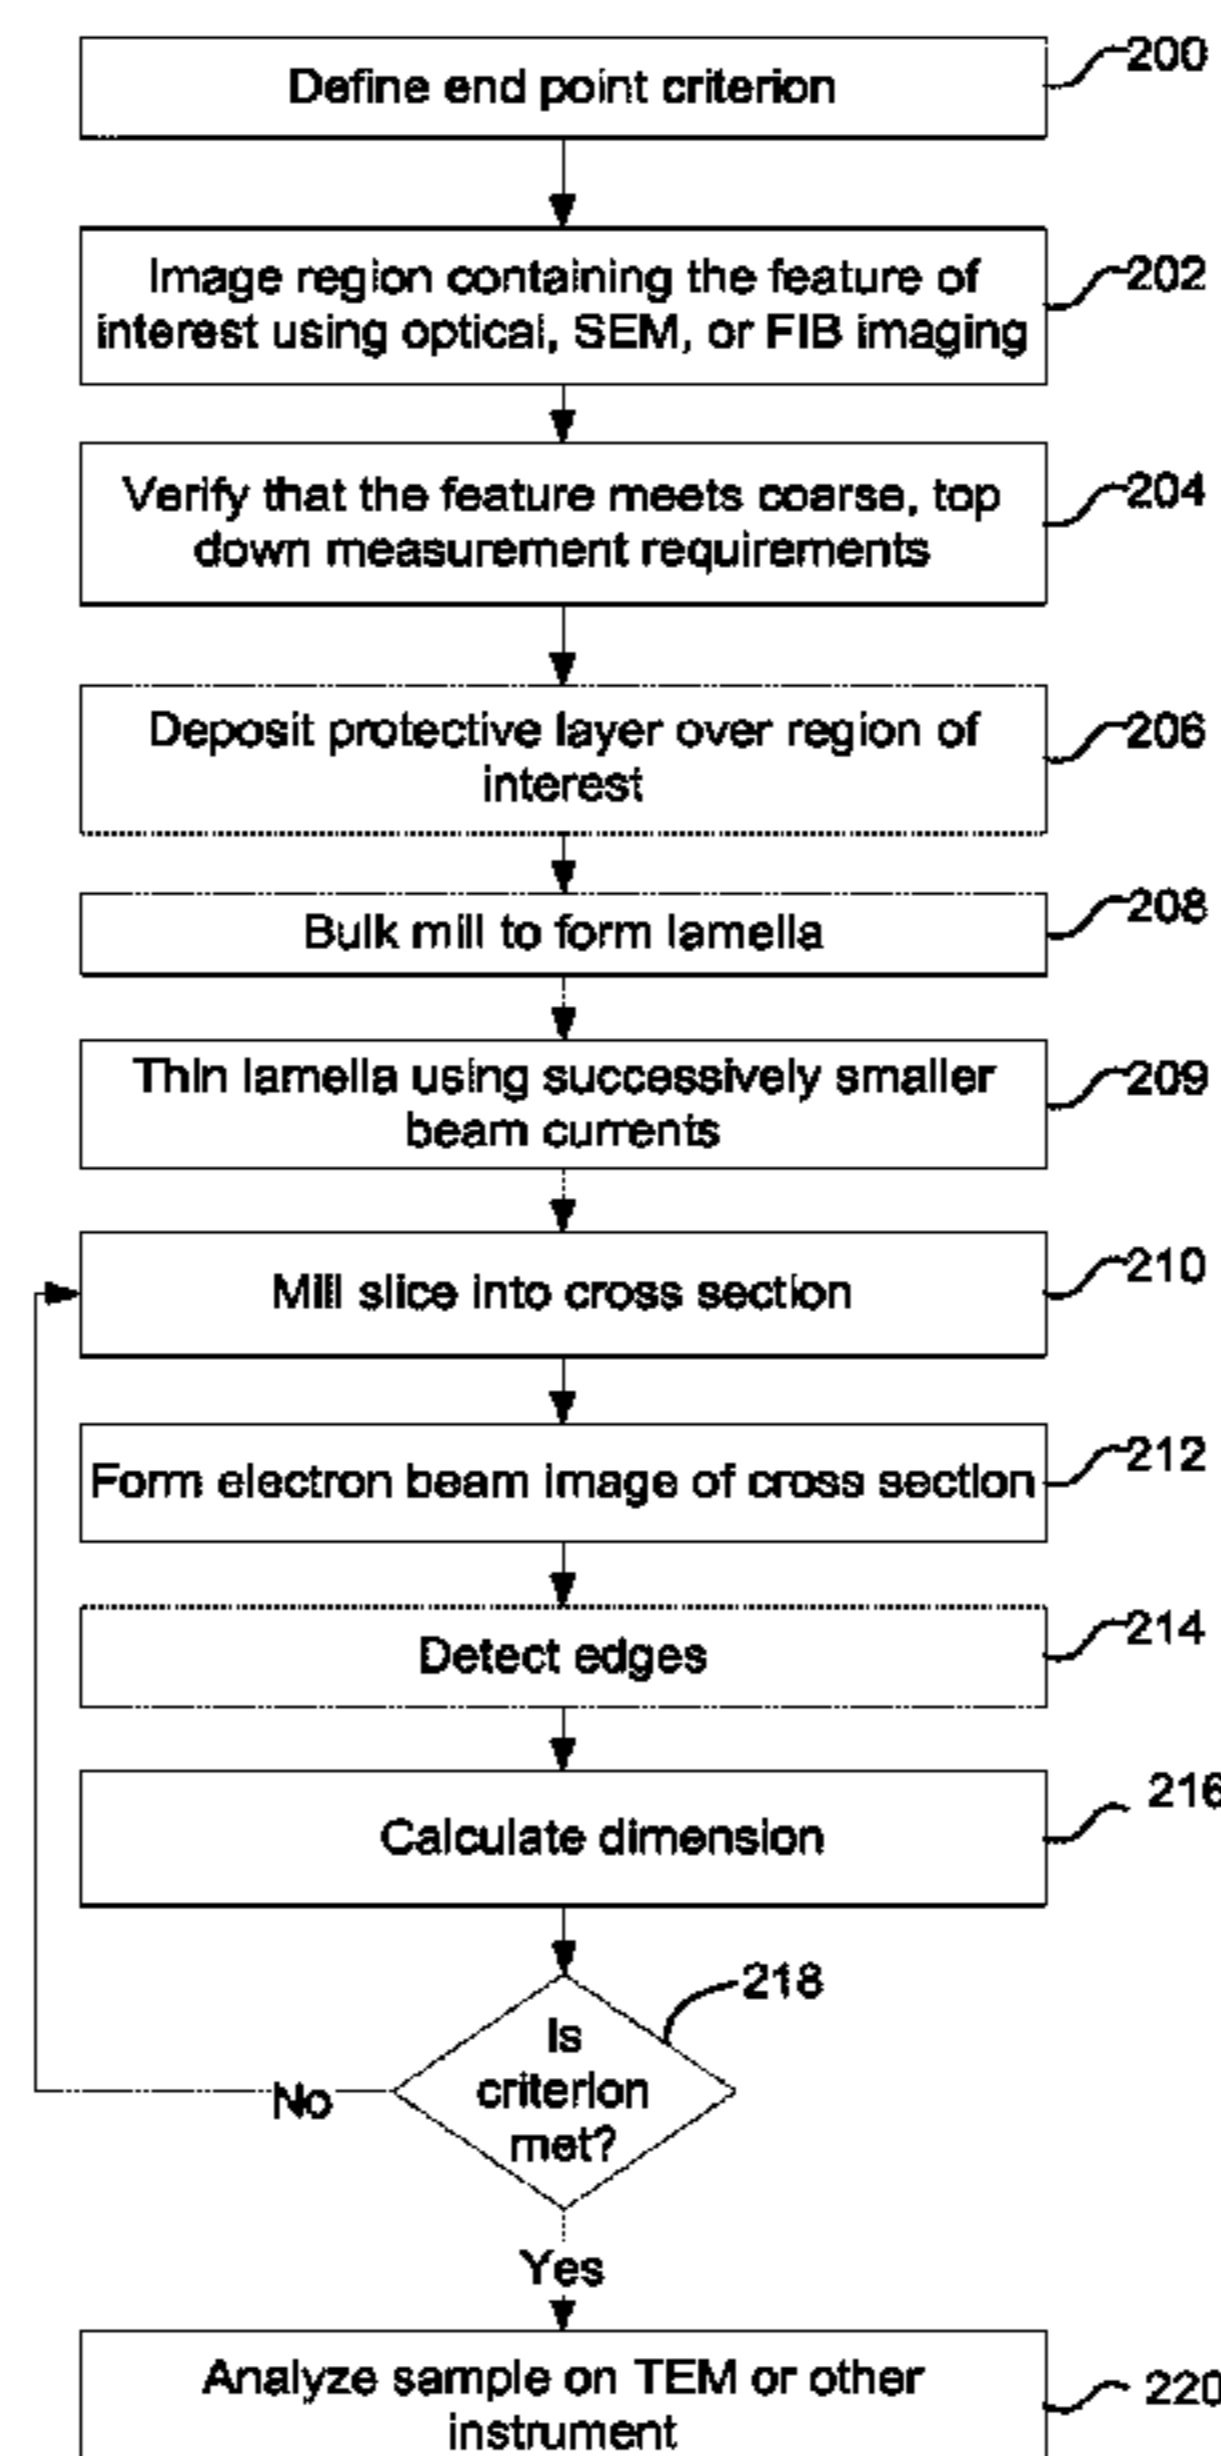 Define end point criterion
200
Image region containing the feature of
interest using optical, SEM, or FIB imaging
202
Verify that the feature meets coarse, top
down measurement requirements
204
Deposit protective layer over region of
interest
206
Bulk mill to form lamella
208
Thin lamella using successively smaller
beam currents
209
Mill slice into cross section
210
Form electron beam image of cross section
212
Detect edges
214
Calculate dimension
216
218
Is
criterion
met?
No
Yes
Analyze sample on TEM or other
instrument
220